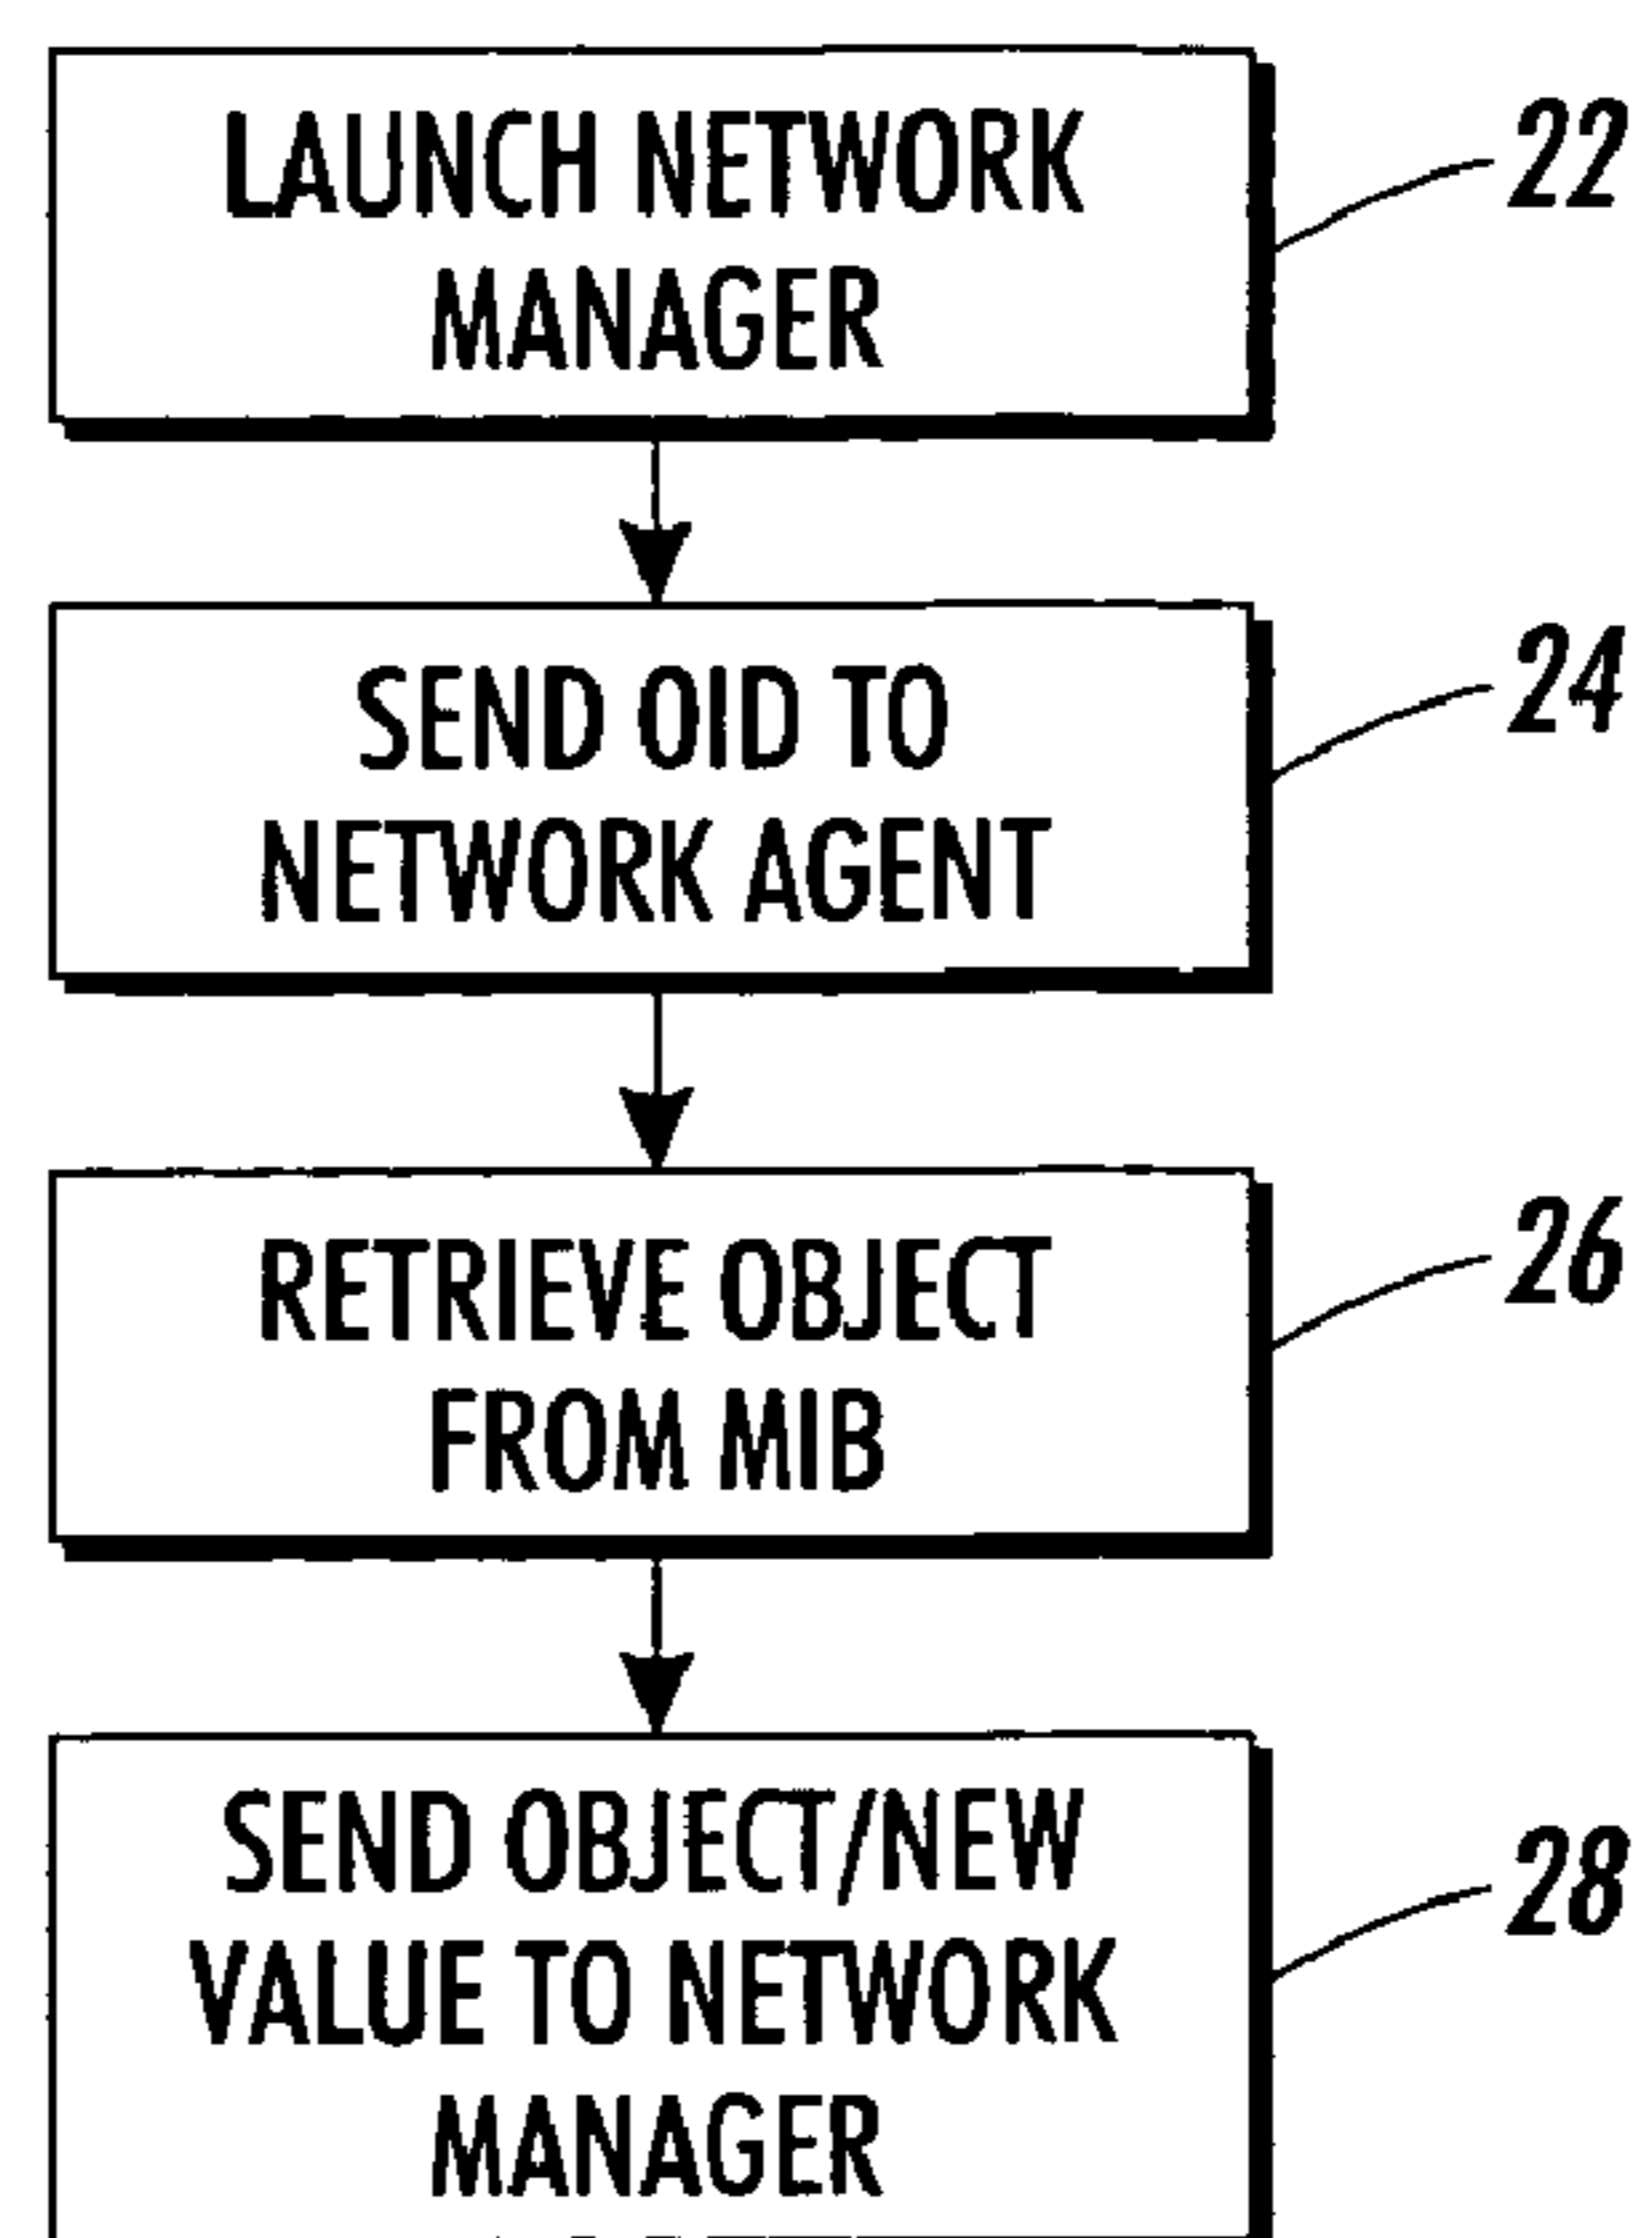 LAUNCH NETWORK
MANAGER
22
SEND OID TO
NETWORK AGENT
24
RETRIEVE OBJECT
FROM MIB
26
SEND OBJECT/NEW
VALUE TO NETWORK
MANAGER
28